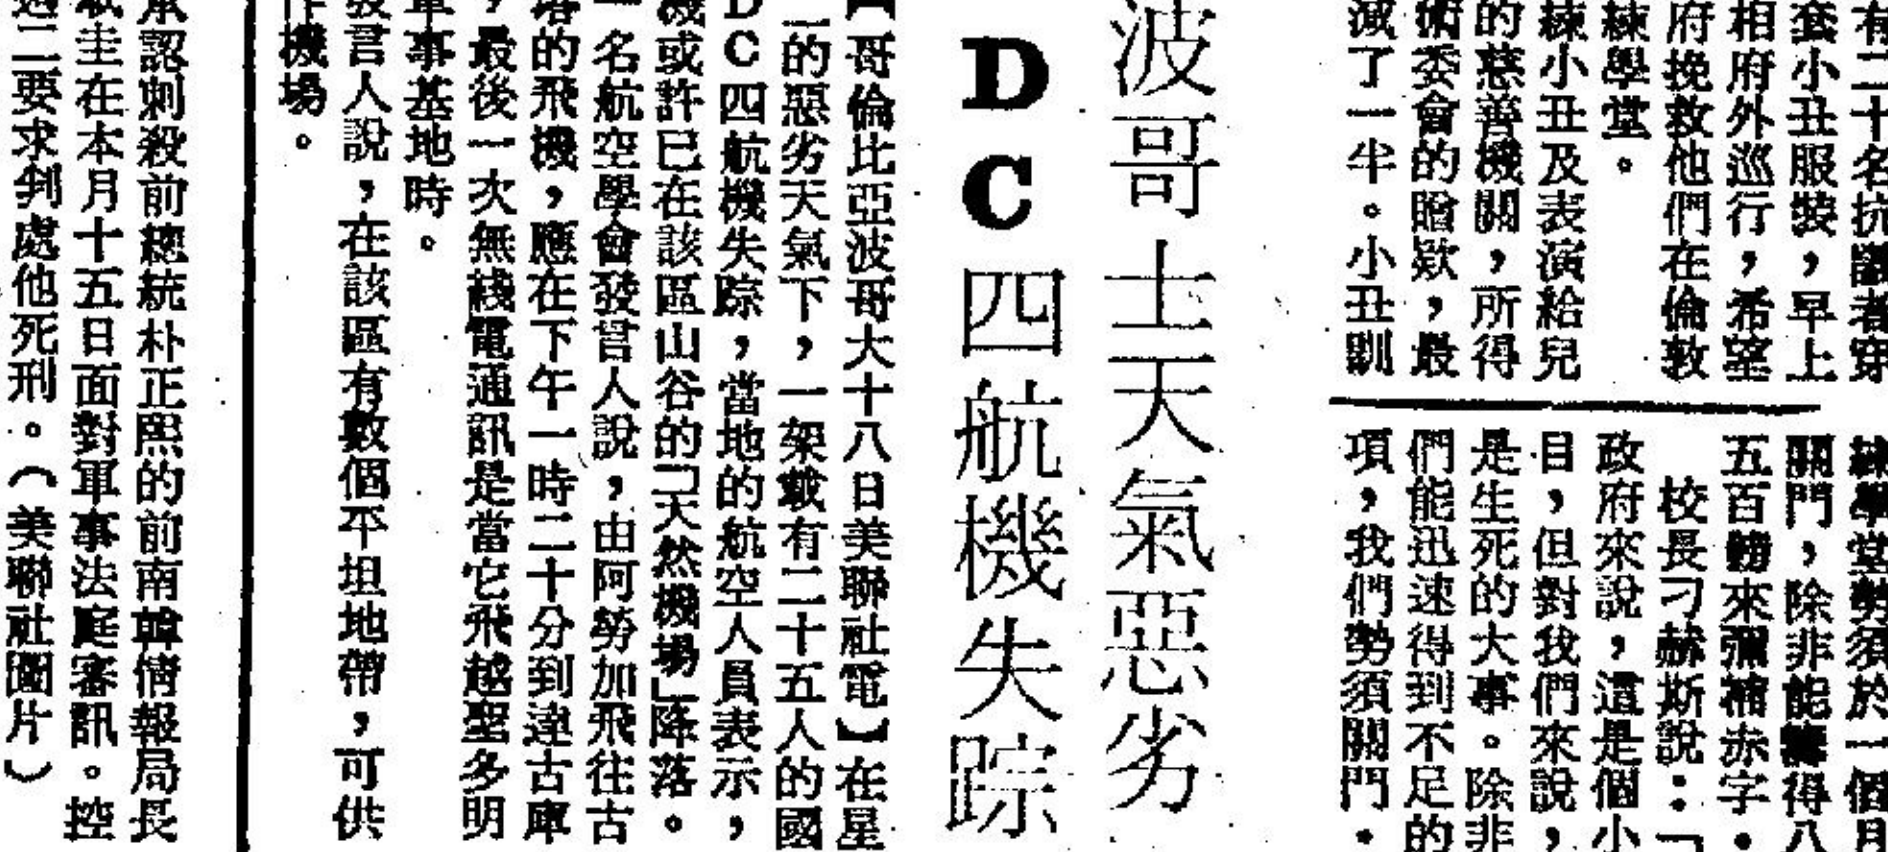 有二十名抗議者穿
套小丑服裝，早上
相府外巡行，希望
府挽救他們在倫敦
練學堂。
練小丑及表演給兒
的慈善機關，所得
術委會的贈欵，最
減了一半。小丑訓
練學堂勢須於一個月
關門，除非能籌得八
五百鎊來彌補赤字。
校長刁赫斯說：「
政府來說，這是個小
目，但對我們來說，
是生死的大事。除非
們能迅速得到不足的
項，我們勢須關門。
波哥士天氣惡劣
DC四航機失踪
哥倫比亞波哥大十八日美聯社電】在星
二的惡劣天氣下，一架載有二十五人的國
DC四航機失踪，當地的航空人員表示，
機或許已在該區山谷的「天然機場」降落。
一名航空學會發言人說，由阿勞加飛往古
塔的飛機，應在下午一時二十分到達古庫
，最後一次無綫電通訊是當它飛越聖多明
軍事基地時。
發言人說，在該區有數個平坦地帶，可供
作機場。
承認刺殺前總統朴正熙的前南韓情報局長
載圭在本月十五日面對軍事法庭審訊。控
過二要求判處他死刑。（美聯社圖片）